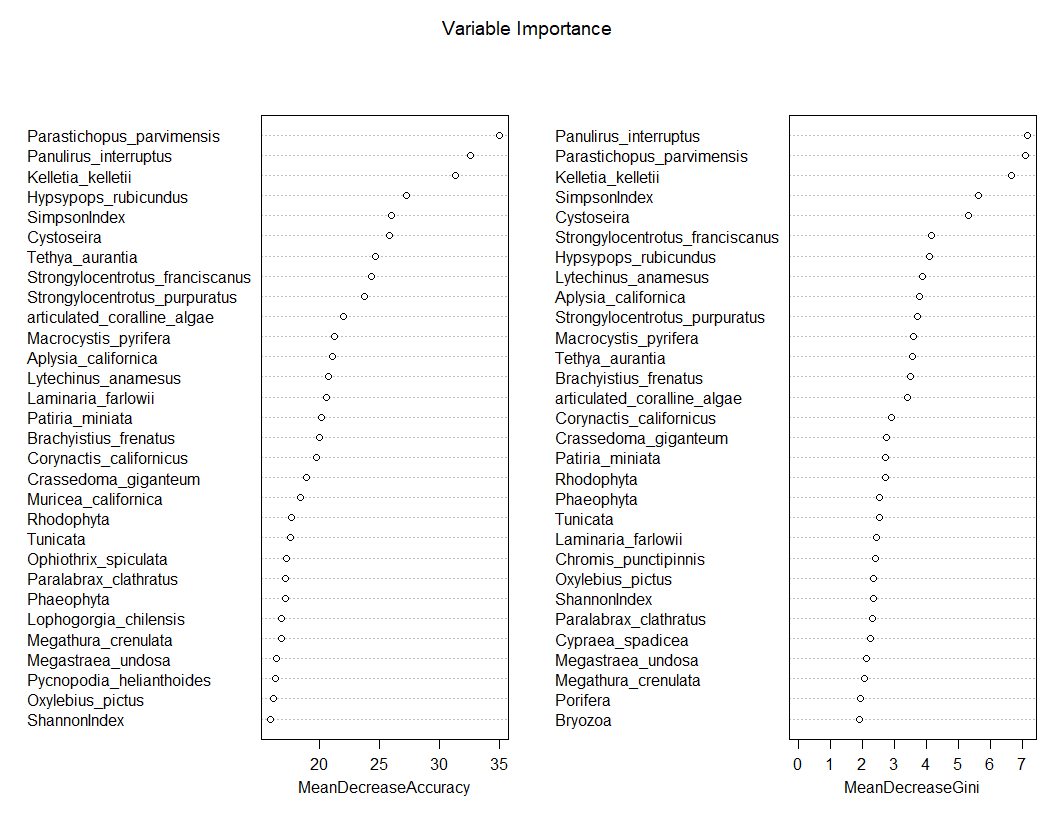 Variable Importance
Parastichopus_parvimensis
Panulirus_interruptus
Kelletia_kelletii
Hypsypops_rubicundus
SimpsonIndex
Cystoseira
Tethya_aurantia
Strongylocentrotus_franciscanus
Strongylocentrotus_purpuratus
articulated_coralline_algae
Macrocystis_pyrifera
Aplysia_californica
Lytechinus_anamesus
Laminaria_farlowii
Patiria_miniata
Brachyistius_frenatus
Corynactis_californicus
Crassedoma_giganteum
Muricea_californica
Rhodophyta
Tunicata
Ophiothrix_spiculata
Paralabrax_clathratus
Phaeophyta
Lophogorgia_chilensis
Megathura_crenulata
Megastraea_undosa
Pycnopodia_helianthoides
Oxylebius_pictus
ShannonIndex
20 25 30 35
MeanDecreaseAccuracy
Panulirus_interruptus
Parastichopus_parvimensis
Kelletia_kelletii
SimpsonIndex
Cystoseira
Strongylocentrotus_franciscanus
Hypsypops_rubicundus
Lytechinus_anamesus
Aplysia_californica
Strongylocentrotus_purpuratus
Macrocystis_pyrifera
Tethya_aurantia
Brachyistius_frenatus
articulated_coralline_algae
Corynactis_californicus
Crassedoma_giganteum
Patiria_miniata
Rhodophyta
Phaeophyta
Tunicata
Laminaria_farlowii
Chromis_punctipinnis
Oxylebius_pictus
ShannonIndex
Paralabrax_clathratus
Cypraea_spadicea
Megastraea_undosa
Megathura_crenulata
Porifera
Bryozoa
0 1 2 3 4 5 6 7
MeanDecreaseGini